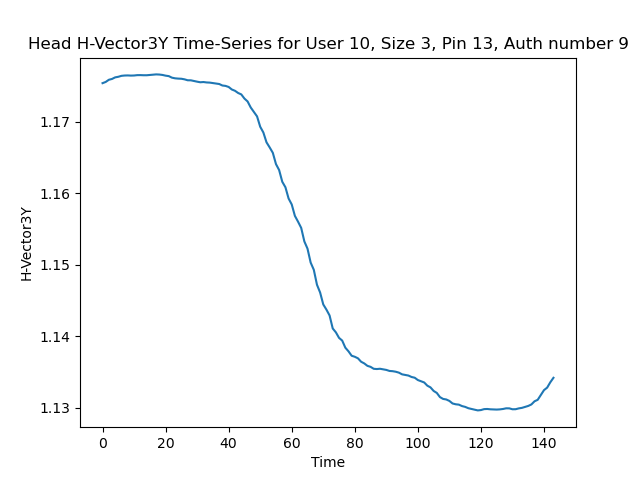 Head H-Vector3Y Time-Series for User 10, Size 3, Pin 13, Auth number 9
1.17
1.16
1.15
1.14
1.13
H-Vector3Y
0 20 40 60 80 100 120 140
Time